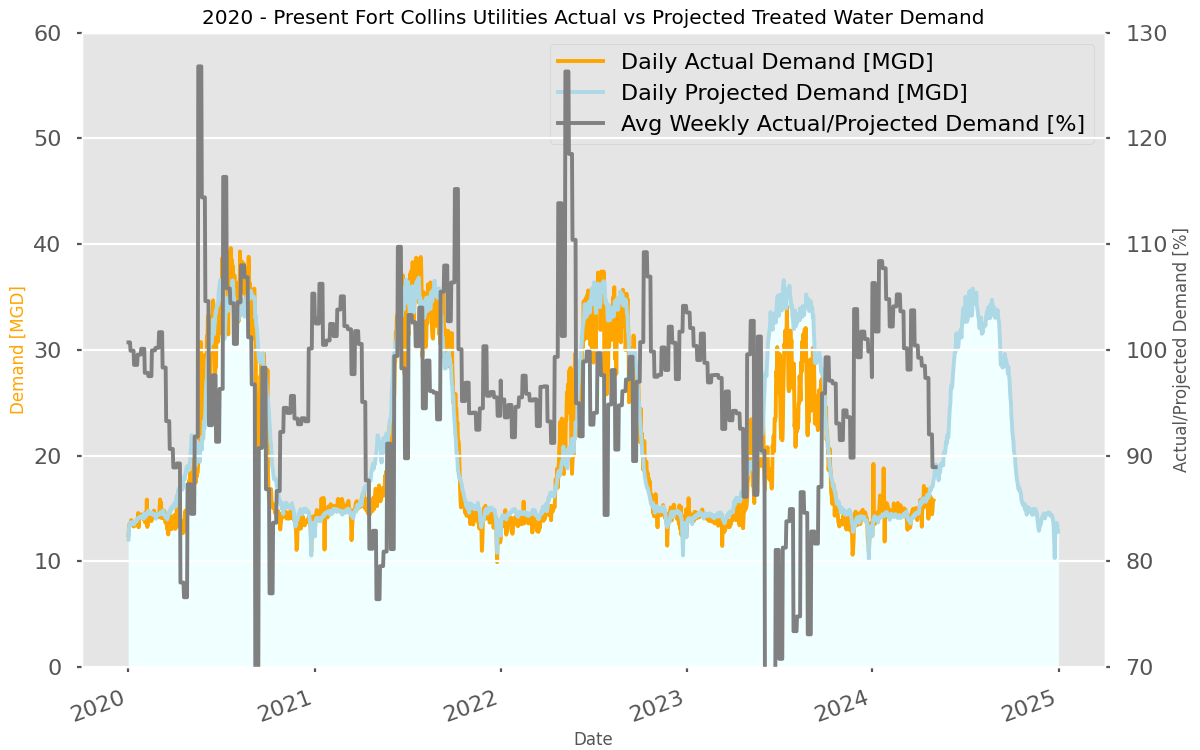 2020 - Present Fort Collins Utilities Actual vs Projected Treated Water Demand
Daily Actual Demand [MGD]
Daily Projected Demand [MGD]
Avg Weekly Actual/Projected Demand [%]
Demand [MGD]
60
50
40
30
20
10
0
130
120
110
100
90
80
70
Actual/Projected Demand [%]
2020
2021
2022
2023
2024
2025
Date